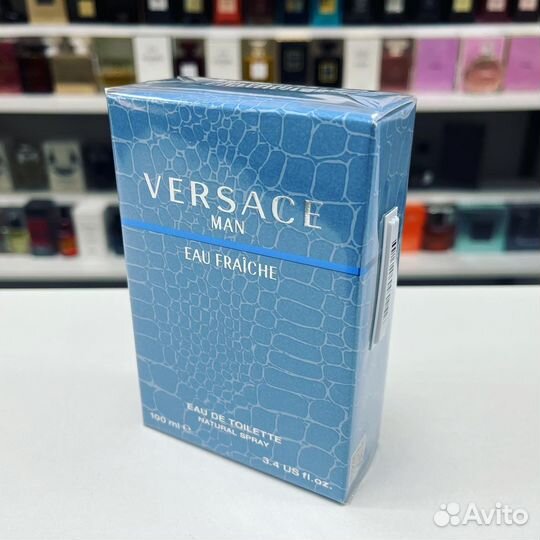 VERSACE
MAN
EAU FRAÎCHE
EAU DE TOILETTE
NATURAL SPRAY
100 ml e
3.4 US fl.oz.
Avito